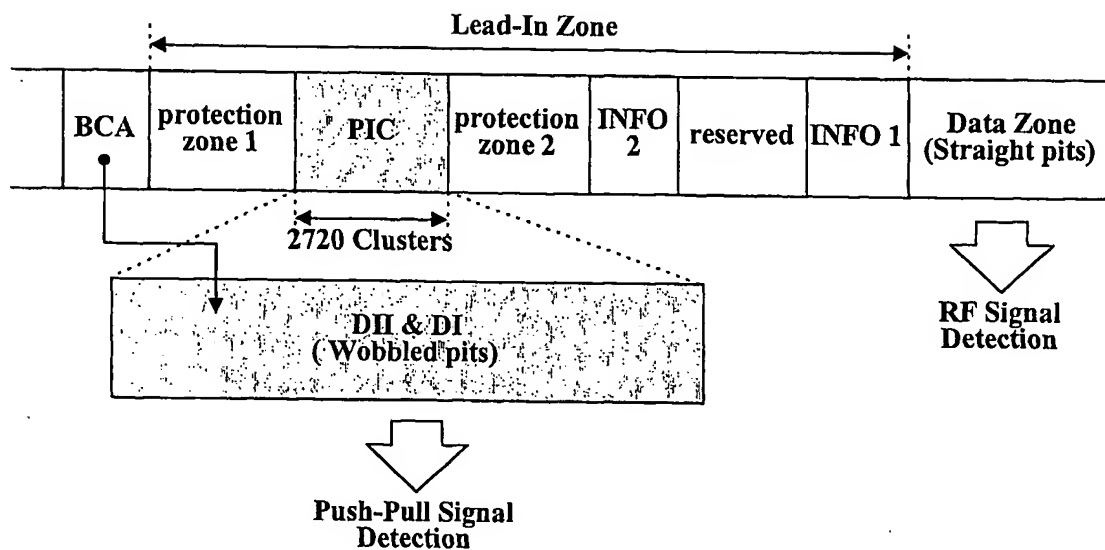 Lead-In Zone
BCA
protection
zone 1
PIC
protection
zone 2
INFO
2
reserved
INFO 1
Data Zone
(Straight pits)
2720 Clusters
DII & DI
( Wobbled pits)
RF Signal
Detection
Push-Pull Signal
Detection